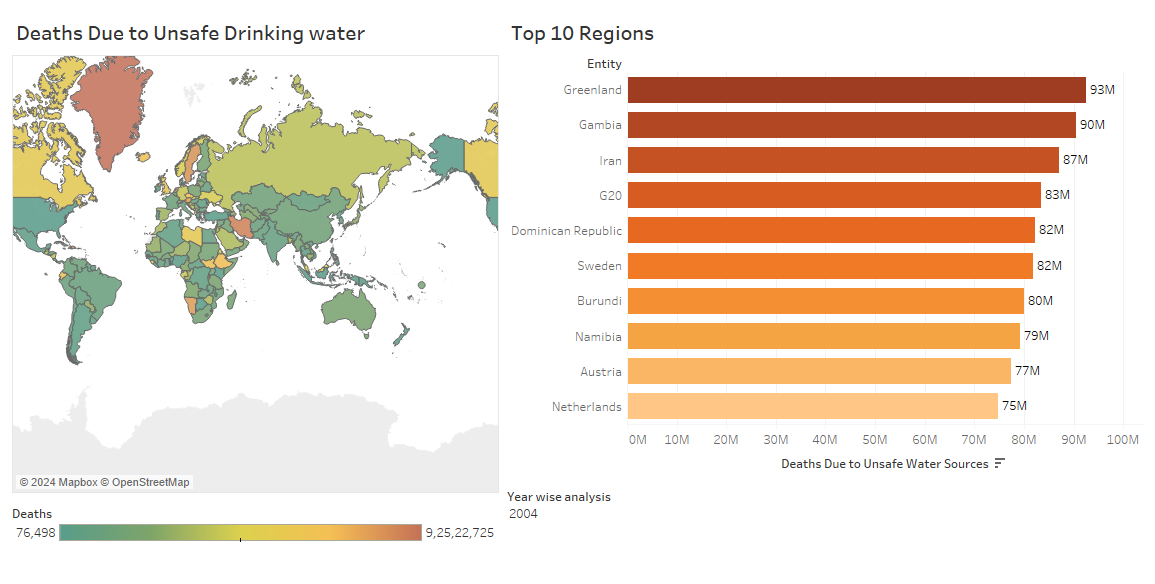 Deaths Due to Unsafe Drinking water
© 2024 Mapbox © OpenStreetMap
Deaths
76,498
9,25,22,725
Top 10 Regions
Entity
Greenland 93M
Gambia 90M
Iran 87M
G20 83M
Dominican Republic 82M
Sweden 82M
Burundi 80M
Namibia 79M
Austria 77M
Netherlands 75M
0M 10M 20M 30M 40M 50M 60M 70M 80M 90M 100M
Deaths Due to Unsafe Water Sources
Year wise analysis
2004